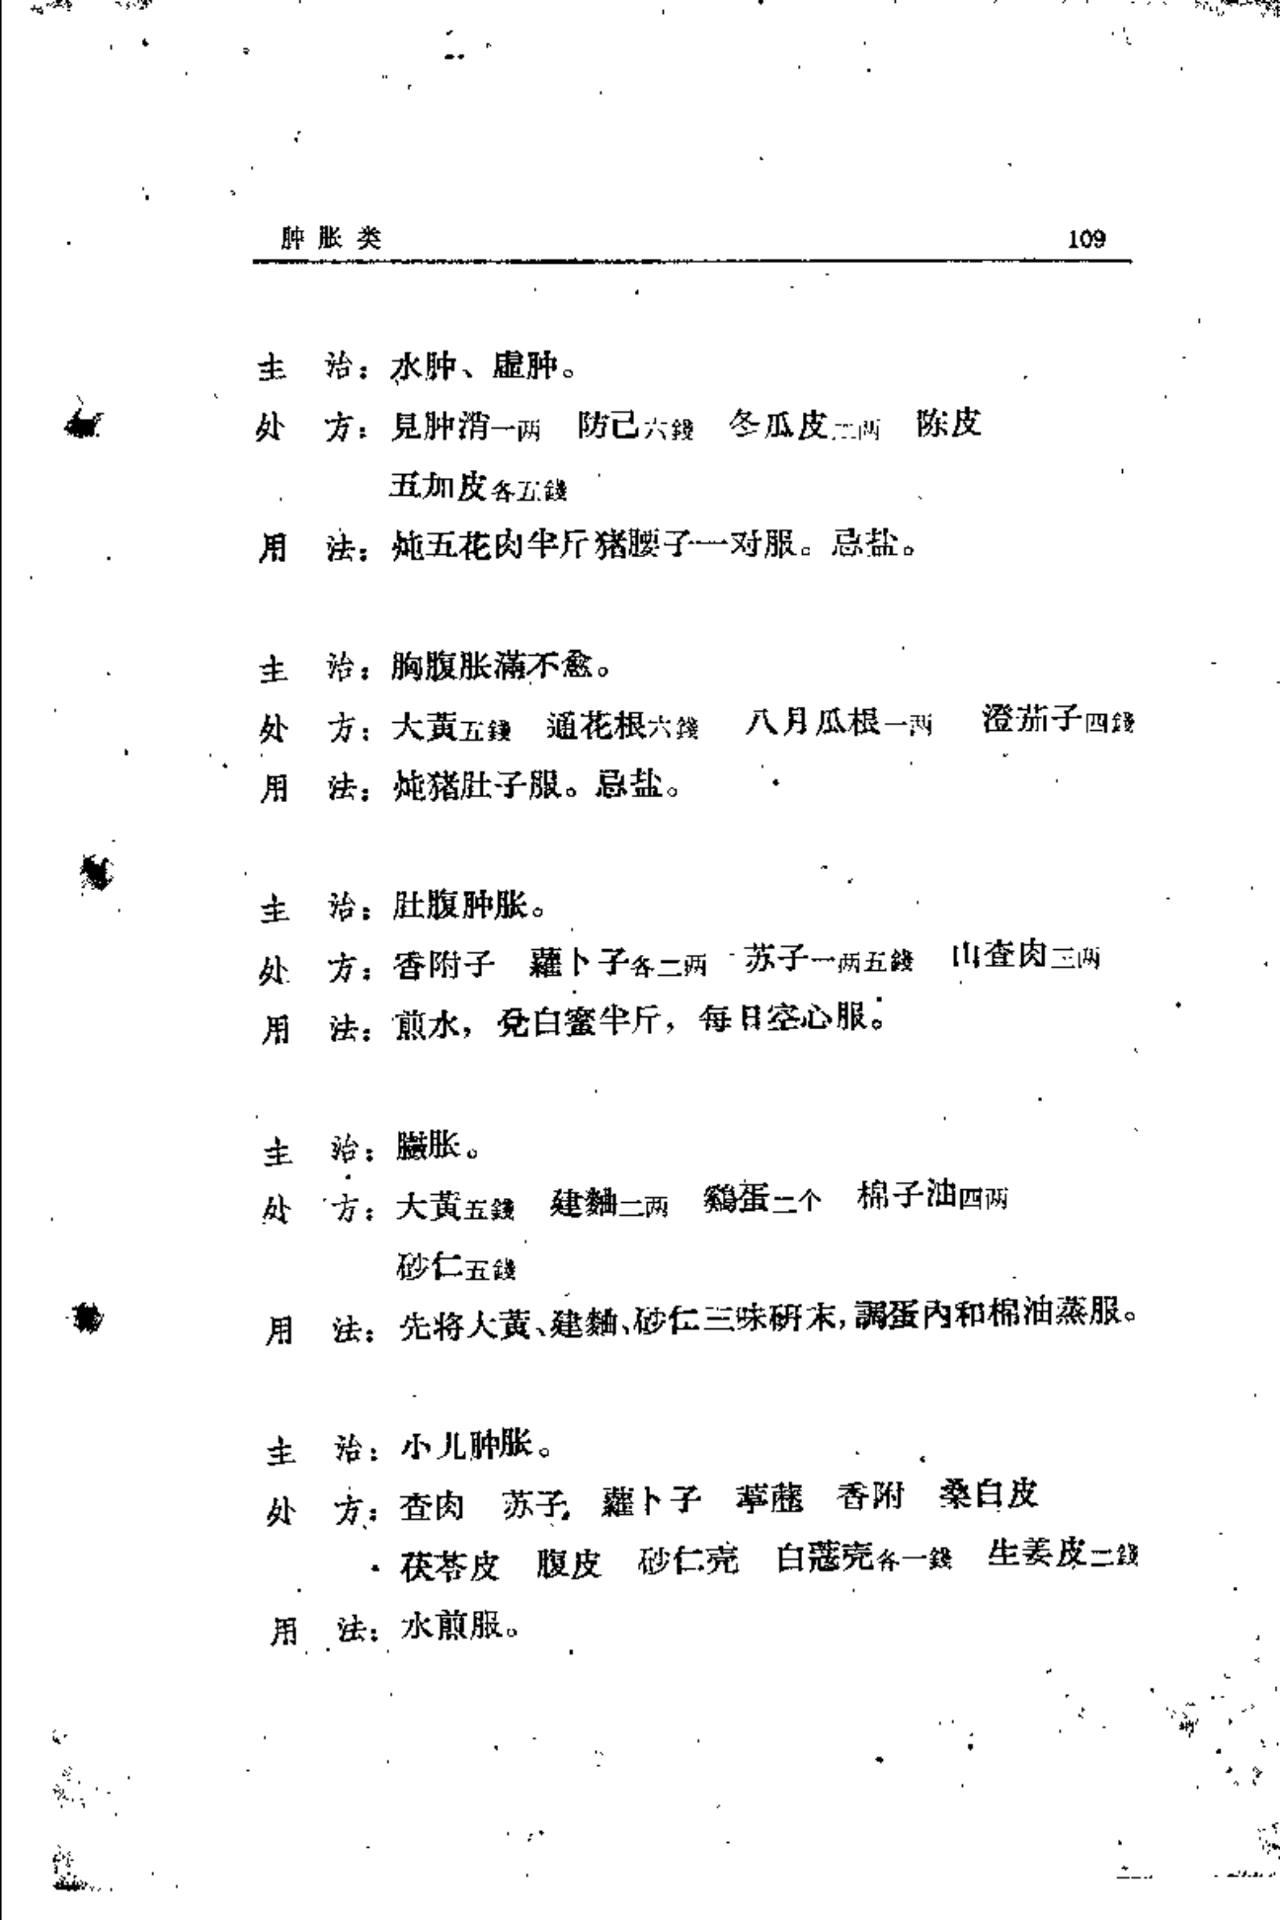 肿胀类 109
主 治：水肿、虛肿。
处 方：見肿消一两 防己六錢 冬瓜皮二两 陈皮
五加皮各五錢
用 法：炖五花肉半斤猪腰子一对服。忌盐。
主 治：胸腹胀滿不愈。
处 方：大黃五錢 通花根六錢 八月瓜根一两 澄茄子四錢
用 法：炖猪肚子服。忌盐。
主 治：肚腹肿胀。
处 方：香附子 蘿卜子各二两 苏子一两五錢 山查肉三两
用 法：煎水，兌白蜜半斤，每日空心服。
主 治：臌胀。
处 方：大黃五錢 建麯二两 鷄蛋二个 棉子油四两
砂仁五錢
用 法：先将大黃、建麯、砂仁三味研末，調蛋內和棉油蒸服。
主 治：小儿肿胀。
处 方：查肉 苏子 蘿卜子 葶藶 香附 桑白皮
茯苓皮 腹皮 砂仁壳 白蔻壳各一錢 生姜皮二錢
用 法：水煎服。